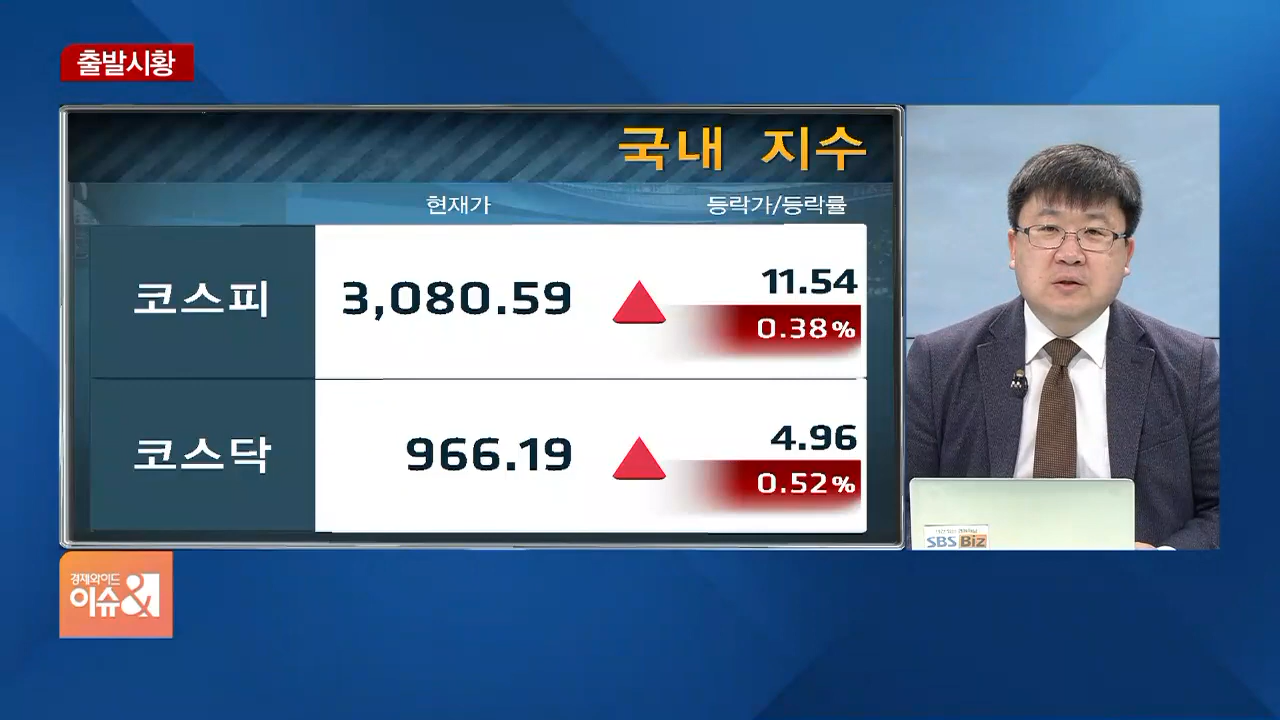 출발시황
국내 지수
현재가 등락가/등락률
코스피 3,080.59 ▲ 11.54
0.38%
코스닥 966.19 ▲ 4.96
0.52%
SBS Biz
경제와이드
이슈&